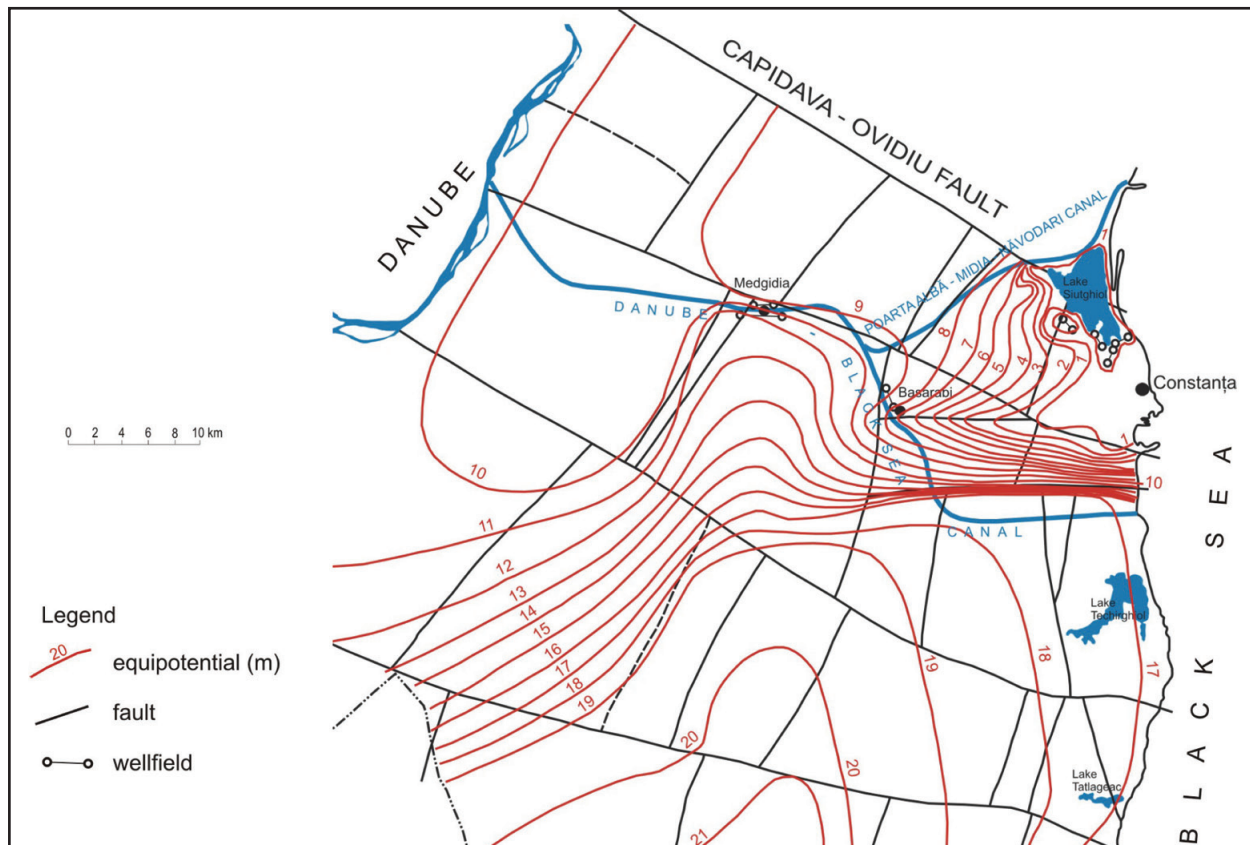 CAPIDAVA - OVIDIU FAULT
DANUBE
POARTA ALBĂ - MIDIA - NĂVODARI CANAL
1
Lake
Siutghiol
Medgidia
DANUBE - BLACK SEA
CANAL
9
8
7
6
5
4
3
2
1
Basarabi
Constanța
1
0 2 4 6 8 10 km
10
10
11
12
13
14
15
16
17
18
19
20
20
21
19
18
17
Lake
Techirghiol
Lake
Tatlageac
BLACK SEA
Legend
20
equipotential (m)
fault
wellfield